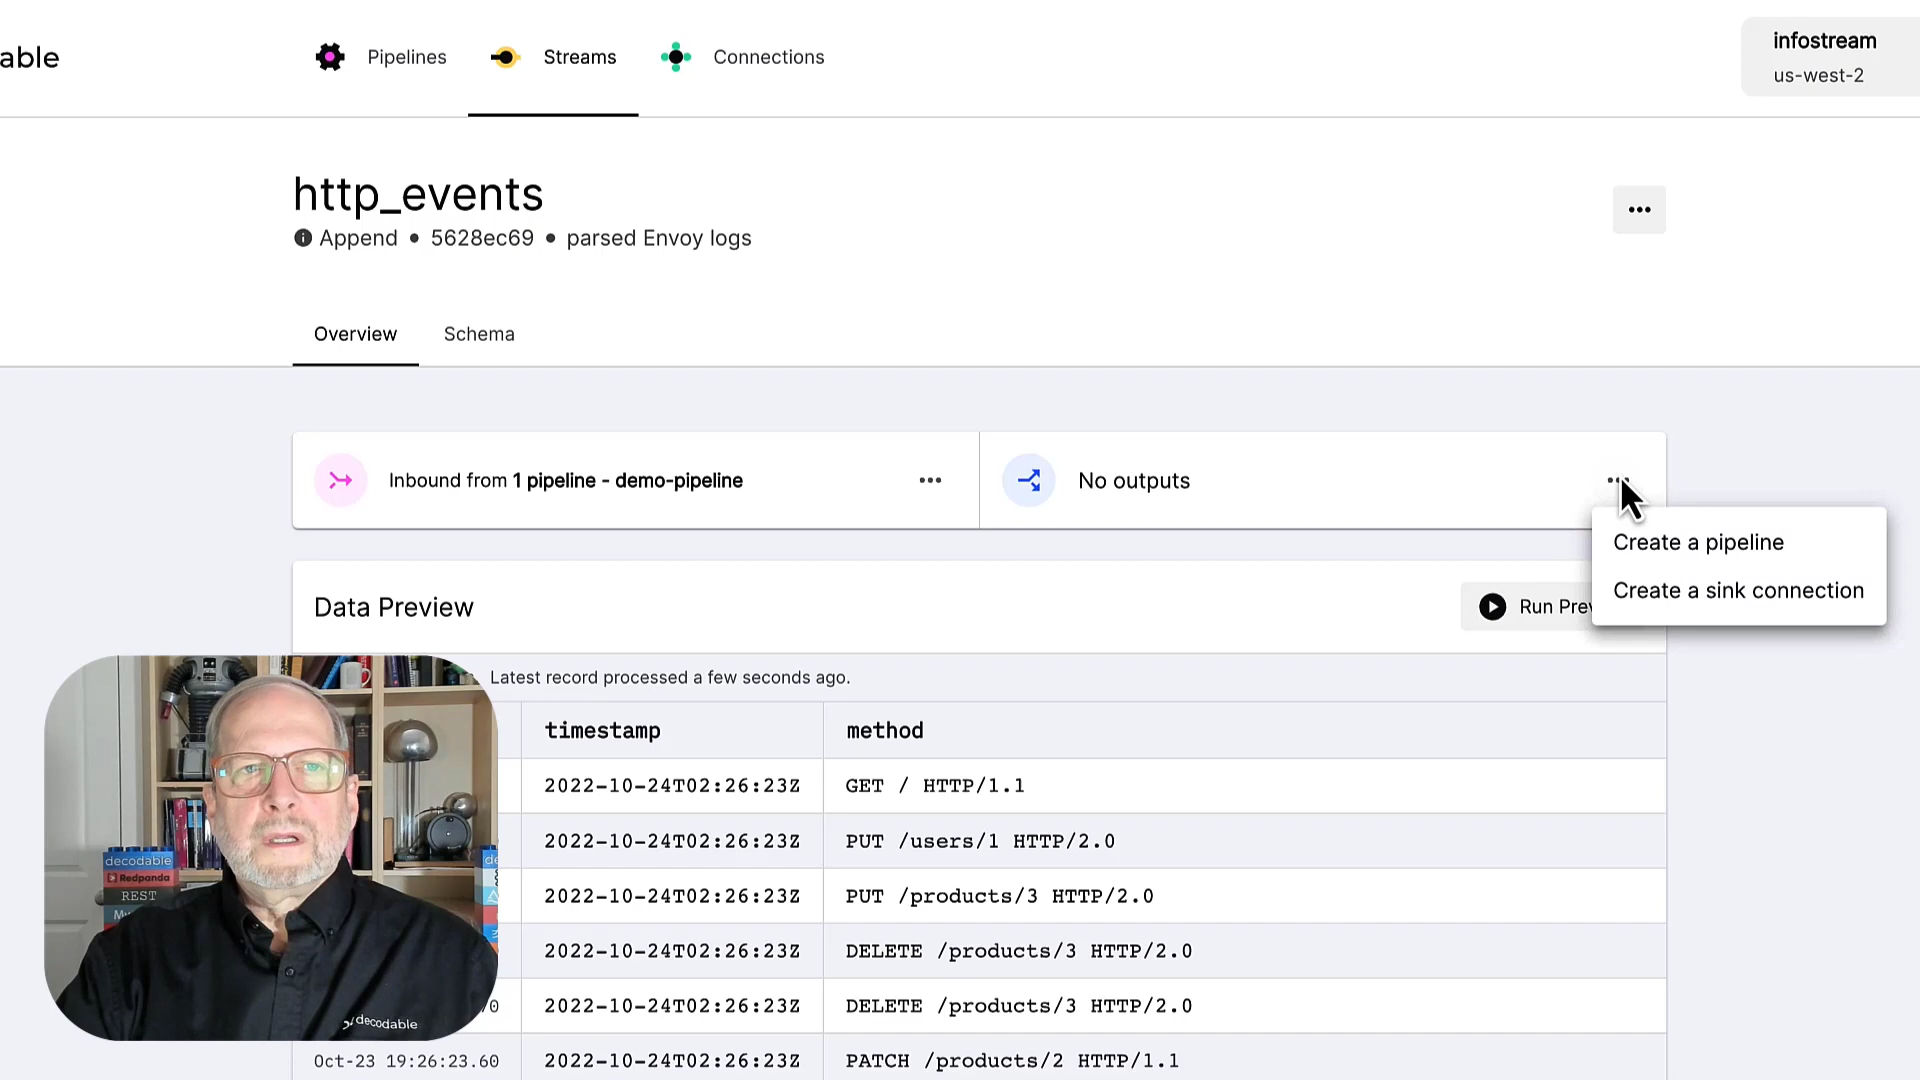 able
Pipelines
Streams
Connections
infostream
us-west-2
http_events
Append • 5628ec69 • parsed Envoy logs
Overview
Schema
Inbound from 1 pipeline - demo-pipeline
No outputs
Create a pipeline
Create a sink connection
Data Preview
Run Prev
Latest record processed a few seconds ago.
timestamp
method
2022-10-24T02:26:23Z
GET / HTTP/1.1
2022-10-24T02:26:23Z
PUT /users/1 HTTP/2.0
2022-10-24T02:26:23Z
PUT /products/3 HTTP/2.0
2022-10-24T02:26:23Z
DELETE /products/3 HTTP/2.0
2022-10-24T02:26:23Z
DELETE /products/3 HTTP/2.0
Oct-23 19:26:23.60
2022-10-24T02:26:23Z
PATCH /products/2 HTTP/1.1
decodable
Redpanda
REST
My
de
decodable